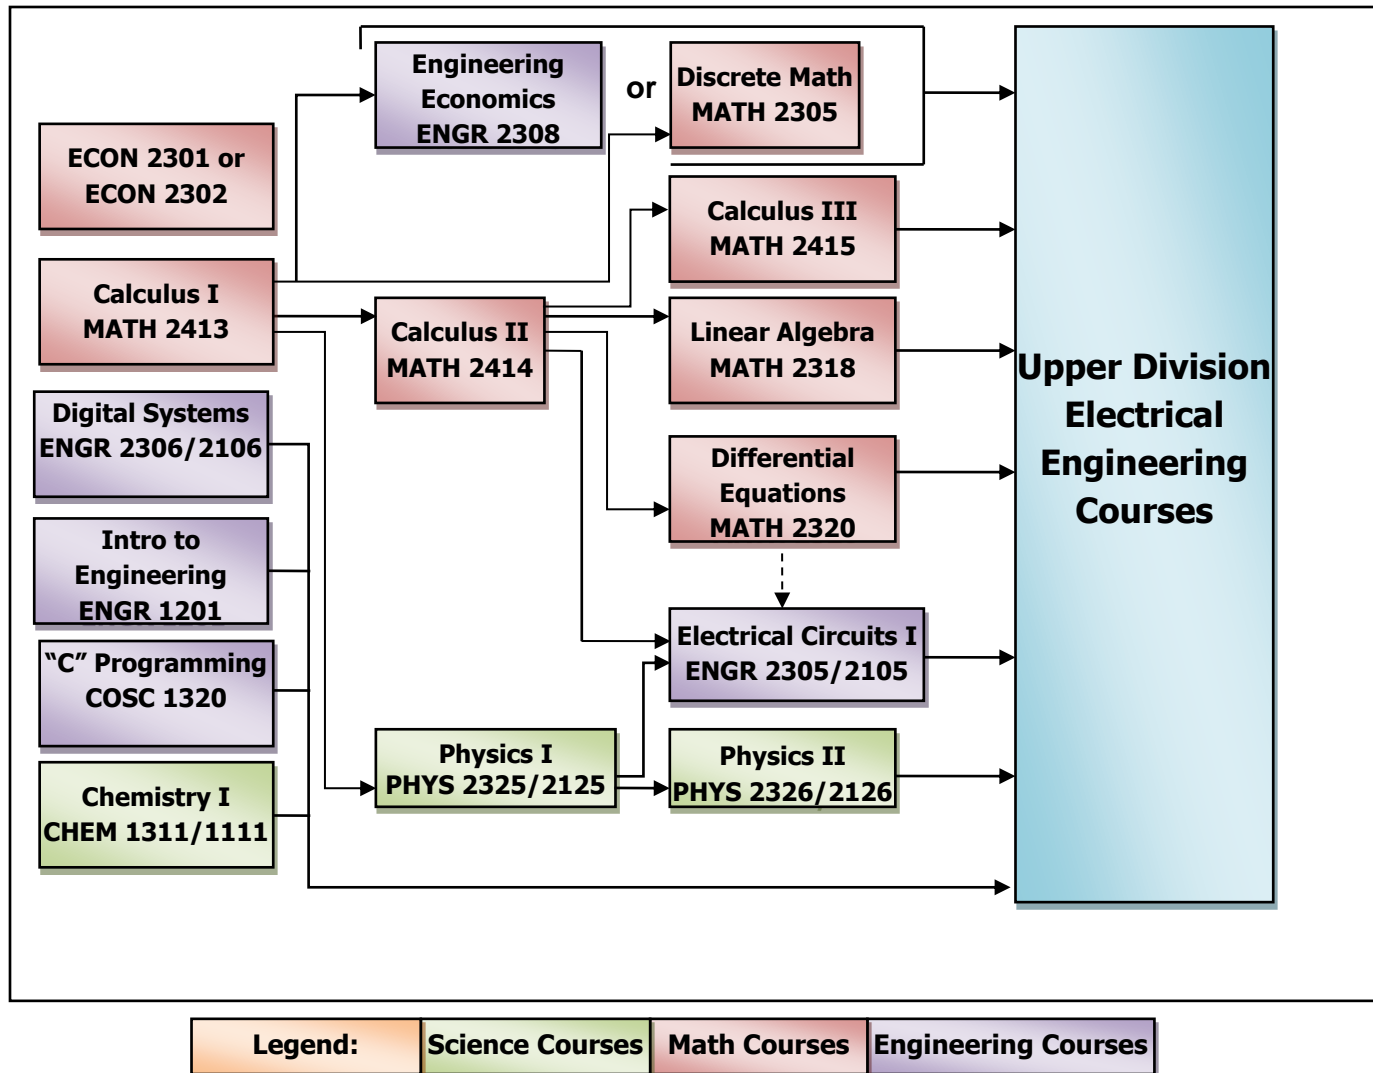 Engineering
Economics
ENGR 2308
or
Discrete Math
MATH 2305
ECON 2301 or
ECON 2302
Calculus III
MATH 2415
Calculus I
MATH 2413
Calculus II
MATH 2414
Linear Algebra
MATH 2318
Upper Division
Electrical
Engineering
Courses
Digital Systems
ENGR 2306/2106
Differential
Equations
MATH 2320
Intro to
Engineering
ENGR 1201
Electrical Circuits I
ENGR 2305/2105
“C” Programming
COSC 1320
Physics I
PHYS 2325/2125
Physics II
PHYS 2326/2126
Chemistry I
CHEM 1311/1111
Legend:
Science Courses
Math Courses
Engineering Courses